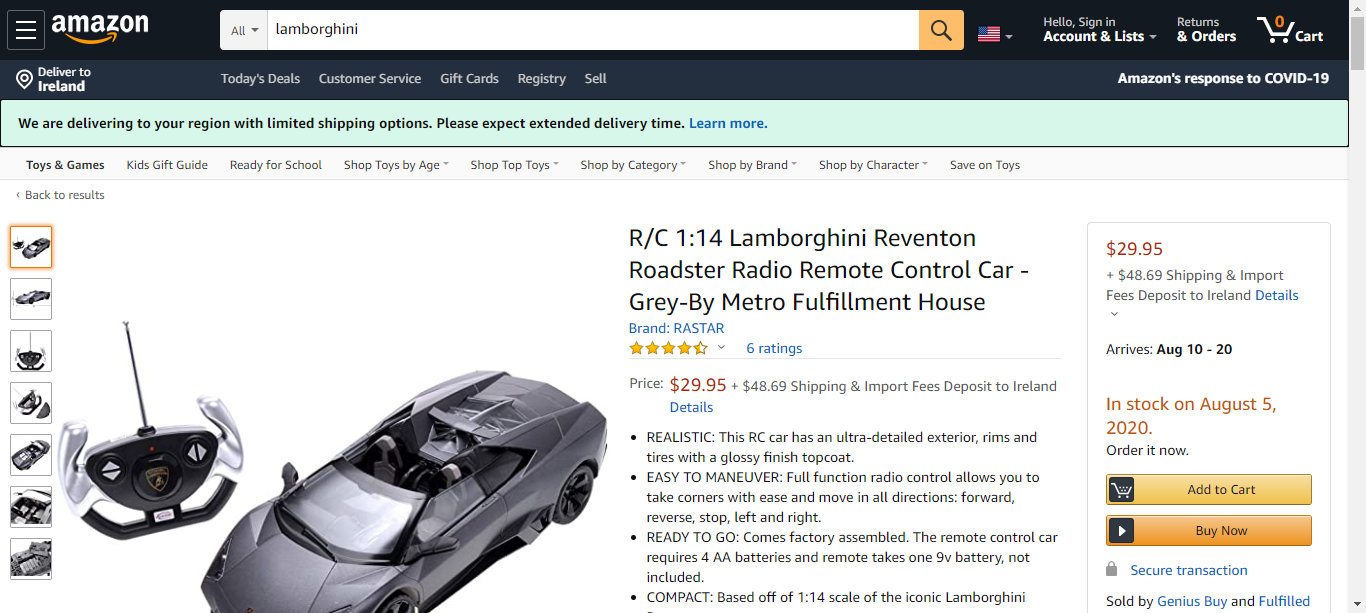 amazon
All
lamborghini
Hello, Sign in
Account & Lists
Returns
& Orders
0
Cart
Deliver to
Ireland
Today's Deals
Customer Service
Gift Cards
Registry
Sell
Amazon's response to COVID-19
We are delivering to your region with limited shipping options. Please expect extended delivery time. Learn more.
Toys & Games
Kids Gift Guide
Ready for School
Shop Toys by Age
Shop Top Toys
Shop by Category
Shop by Brand
Shop by Character
Save on Toys
‹ Back to results
R/C 1:14 Lamborghini Reventon
Roadster Radio Remote Control Car -
Grey-By Metro Fulfillment House
Brand: RASTAR
6 ratings
Price: $29.95 + $48.69 Shipping & Import Fees Deposit to Ireland
Details
• REALISTIC: This RC car has an ultra-detailed exterior, rims and
tires with a glossy finish topcoat.
• EASY TO MANEUVER: Full function radio control allows you to
take corners with ease and move in all directions: forward,
reverse, stop, left and right.
• READY TO GO: Comes factory assembled. The remote control car
requires 4 AA batteries and remote takes one 9v battery, not
included.
• COMPACT: Based off of 1:14 scale of the iconic Lamborghini
$29.95
+ $48.69 Shipping & Import
Fees Deposit to Ireland Details
Arrives: Aug 10 - 20
In stock on August 5,
2020.
Order it now.
Add to Cart
Buy Now
Secure transaction
Sold by Genius Buy and Fulfilled